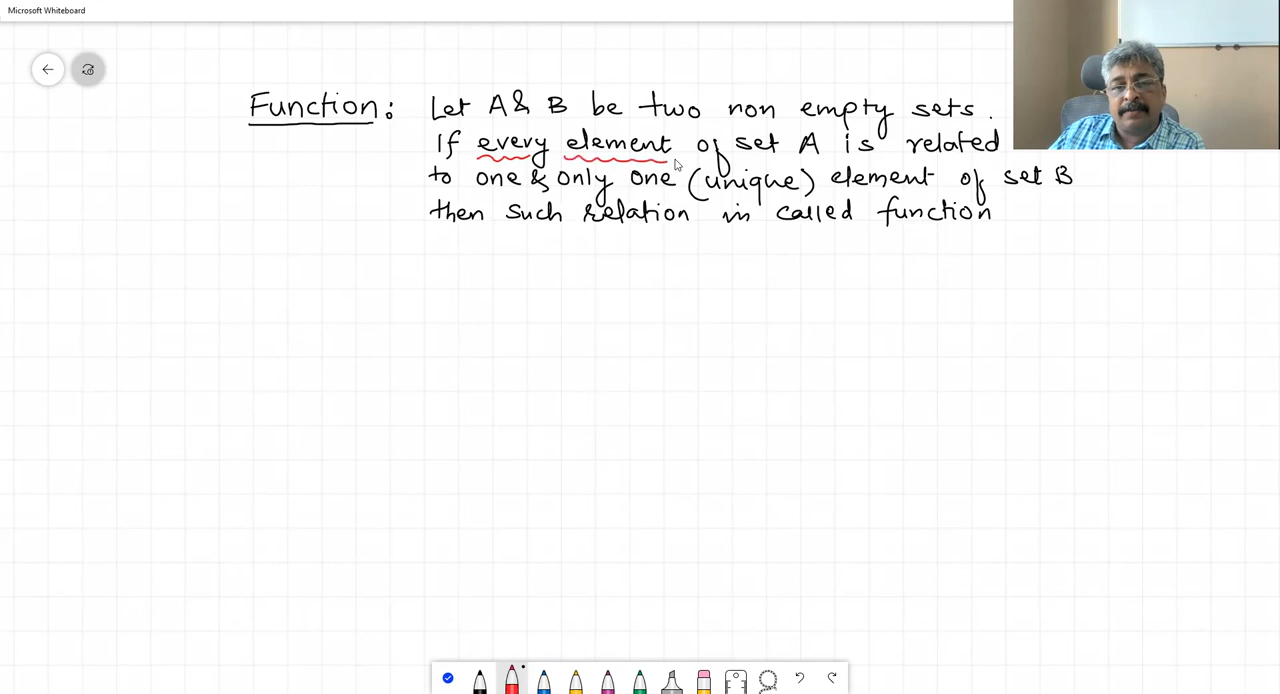 Microsoft Whiteboard
Function: Let A & B be two non empty sets.
If every element of set A is related
to one & only one (unique) element of set B
then such relation in called function